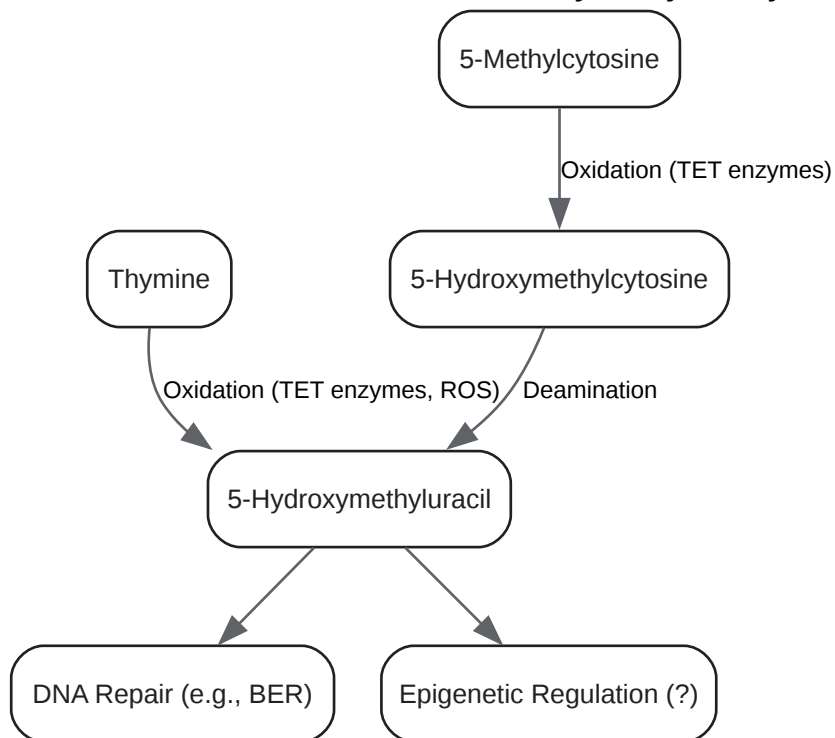 5-Methylcytosine
Oxidation (TET enzymes)
Thymine
5-Hydroxymethylcytosine
Oxidation (TET enzymes, ROS)
Deamination
5-Hydroxymethyluracil
DNA Repair (e.g., BER)
Epigenetic Regulation (?)